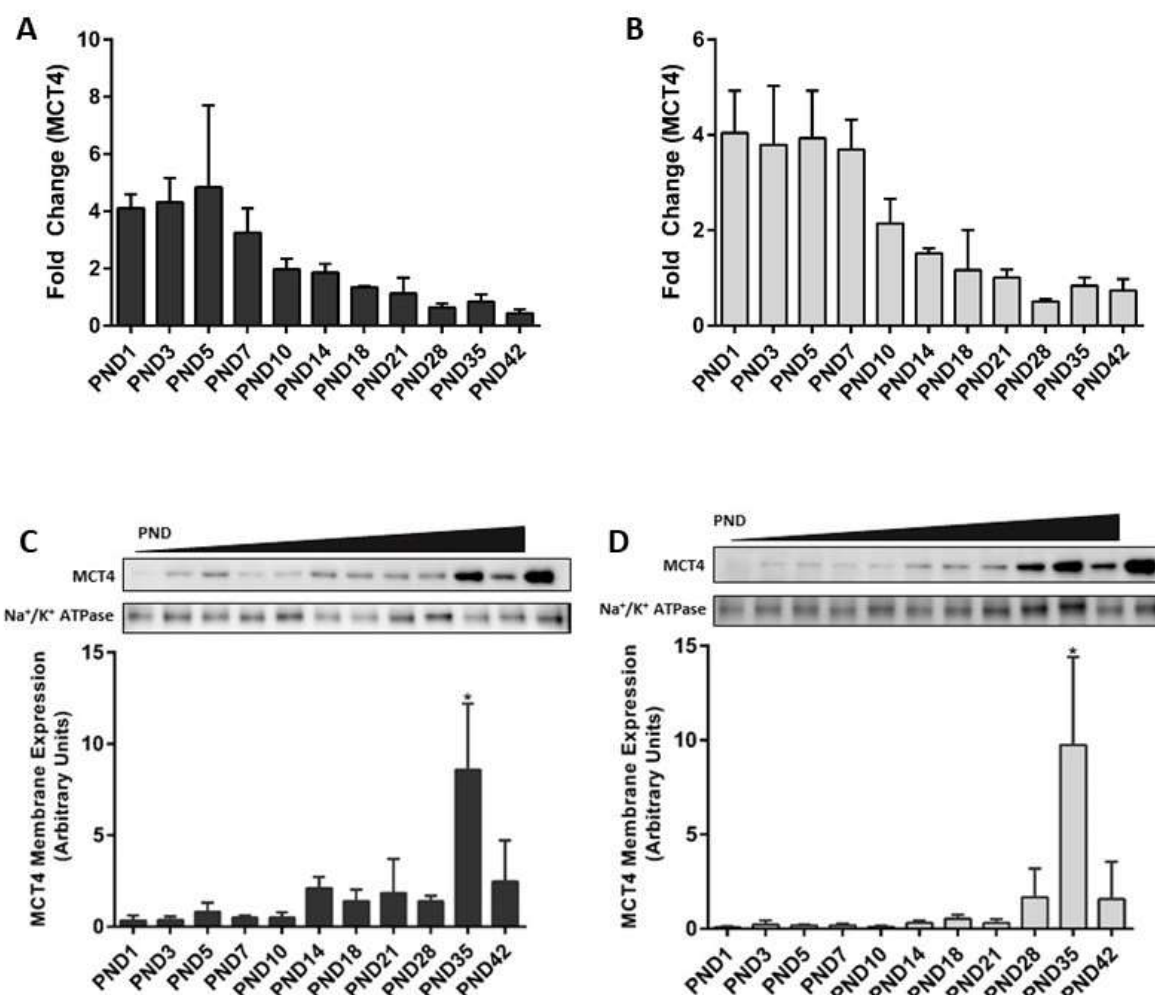 A
Fold Change (MCT4)
10
8
6
4
2
0
PND1 PND3 PND5 PND7 PND10 PND14 PND18 PND21 PND28 PND35 PND42
B
Fold Change (MCT4)
6
4
2
0
PND1 PND3 PND5 PND7 PND10 PND14 PND18 PND21 PND28 PND35 PND42
C
PND
MCT4
Na⁺/K⁺ ATPase
MCT4 Membrane Expression
(Arbitrary Units)
15
10
5
0
*
PND1 PND3 PND5 PND7 PND10 PND14 PND18 PND21 PND28 PND35 PND42
D
PND
MCT4
Na⁺/K⁺ ATPase
MCT4 Membrane Expression
(Arbitrary Units)
15
10
5
0
*
PND1 PND3 PND5 PND7 PND10 PND14 PND18 PND21 PND28 PND35 PND42